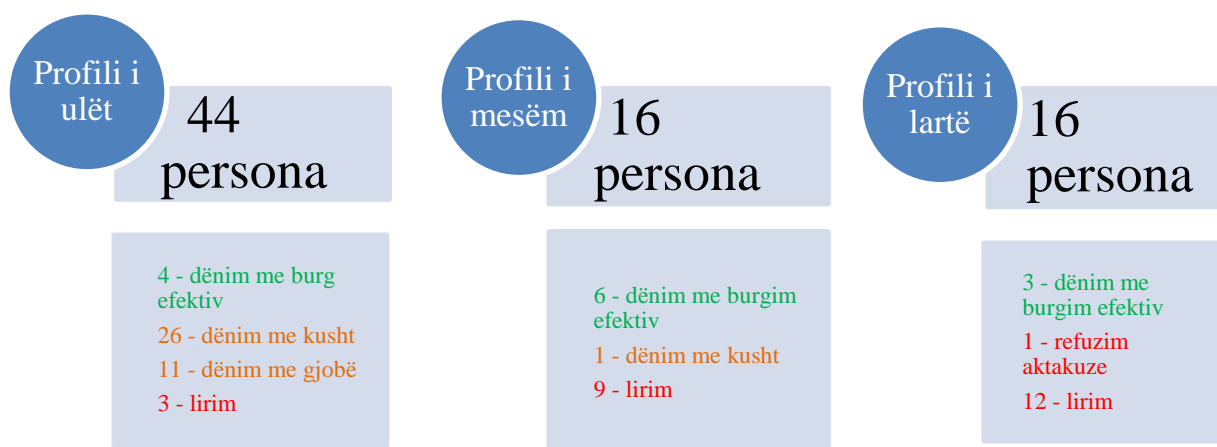 Profili i
ulët
44
persona
4 - dënim me burg
efektiv
26 - dënim me kusht
11 - dënim me gjobë
3 - lirim
Profili i
mesëm
16
persona
6 - dënim me burgim
efektiv
1 - dënim me kusht
9 - lirim
Profili i
lartë
16
persona
3 - dënim me
burgim efektiv
1 - refuzim
aktakuze
12 - lirim